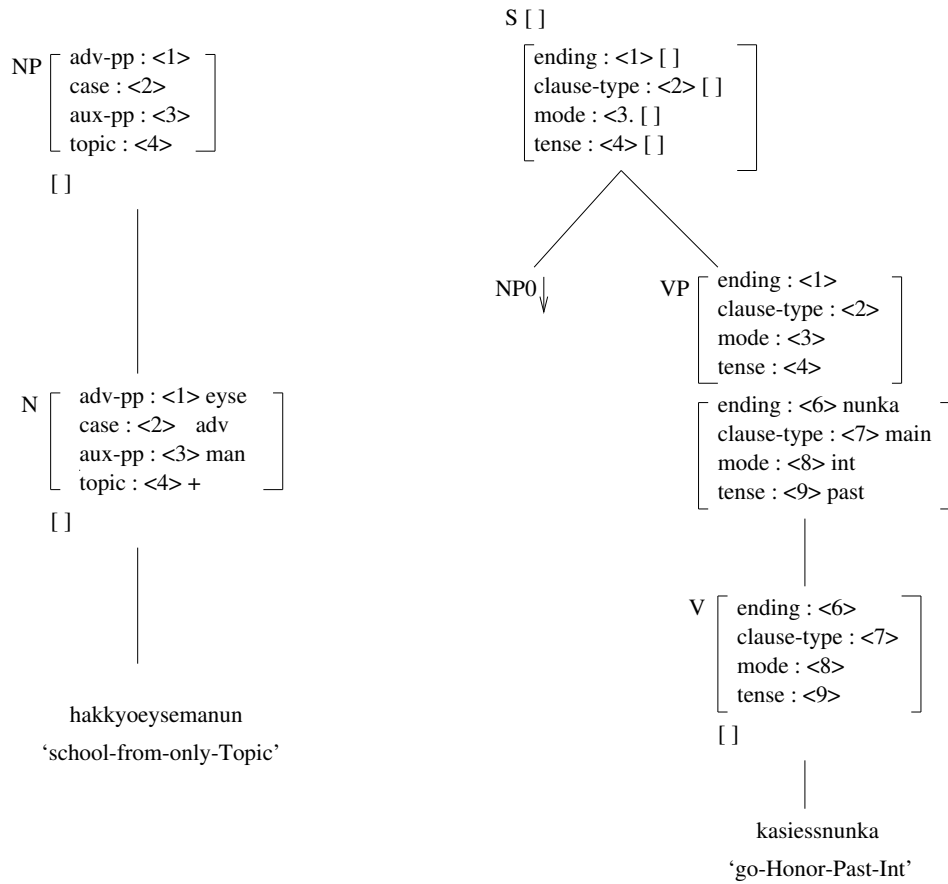 NP
adv-pp : <1>
case : <2>
aux-pp : <3>
topic : <4>
[ ]
N
adv-pp : <1> eyse
case : <2> adv
aux-pp : <3> man
topic : <4> +
[ ]
hakkyoeysemanun
‘school-from-only-Topic’
S [ ]
ending : <1> [ ]
clause-type : <2> [ ]
mode : <3. [ ]
tense : <4> [ ]
NP0
VP
ending : <1>
clause-type : <2>
mode : <3>
tense : <4>
ending : <6> nunka
clause-type : <7> main
mode : <8> int
tense : <9> past
V
ending : <6>
clause-type : <7>
mode : <8>
tense : <9>
[ ]
kasiessnunka
‘go-Honor-Past-Int’